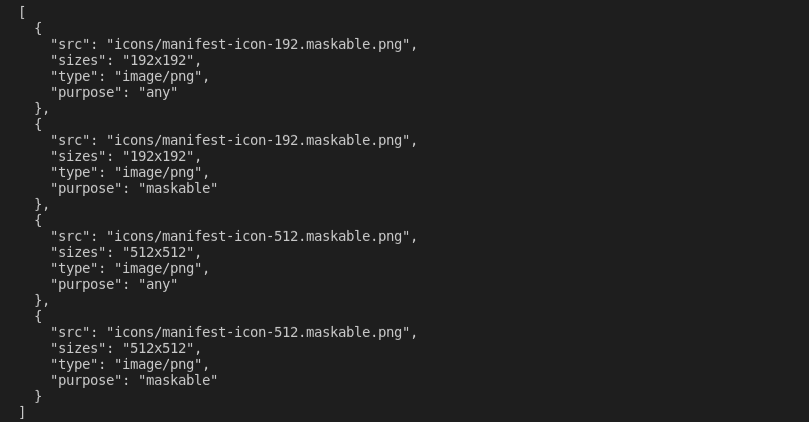 [
  {
    "src": "icons/manifest-icon-192.maskable.png",
    "sizes": "192x192",
    "type": "image/png",
    "purpose": "any"
  },
  {
    "src": "icons/manifest-icon-192.maskable.png",
    "sizes": "192x192",
    "type": "image/png",
    "purpose": "maskable"
  },
  {
    "src": "icons/manifest-icon-512.maskable.png",
    "sizes": "512x512",
    "type": "image/png",
    "purpose": "any"
  },
  {
    "src": "icons/manifest-icon-512.maskable.png",
    "sizes": "512x512",
    "type": "image/png",
    "purpose": "maskable"
  }
]